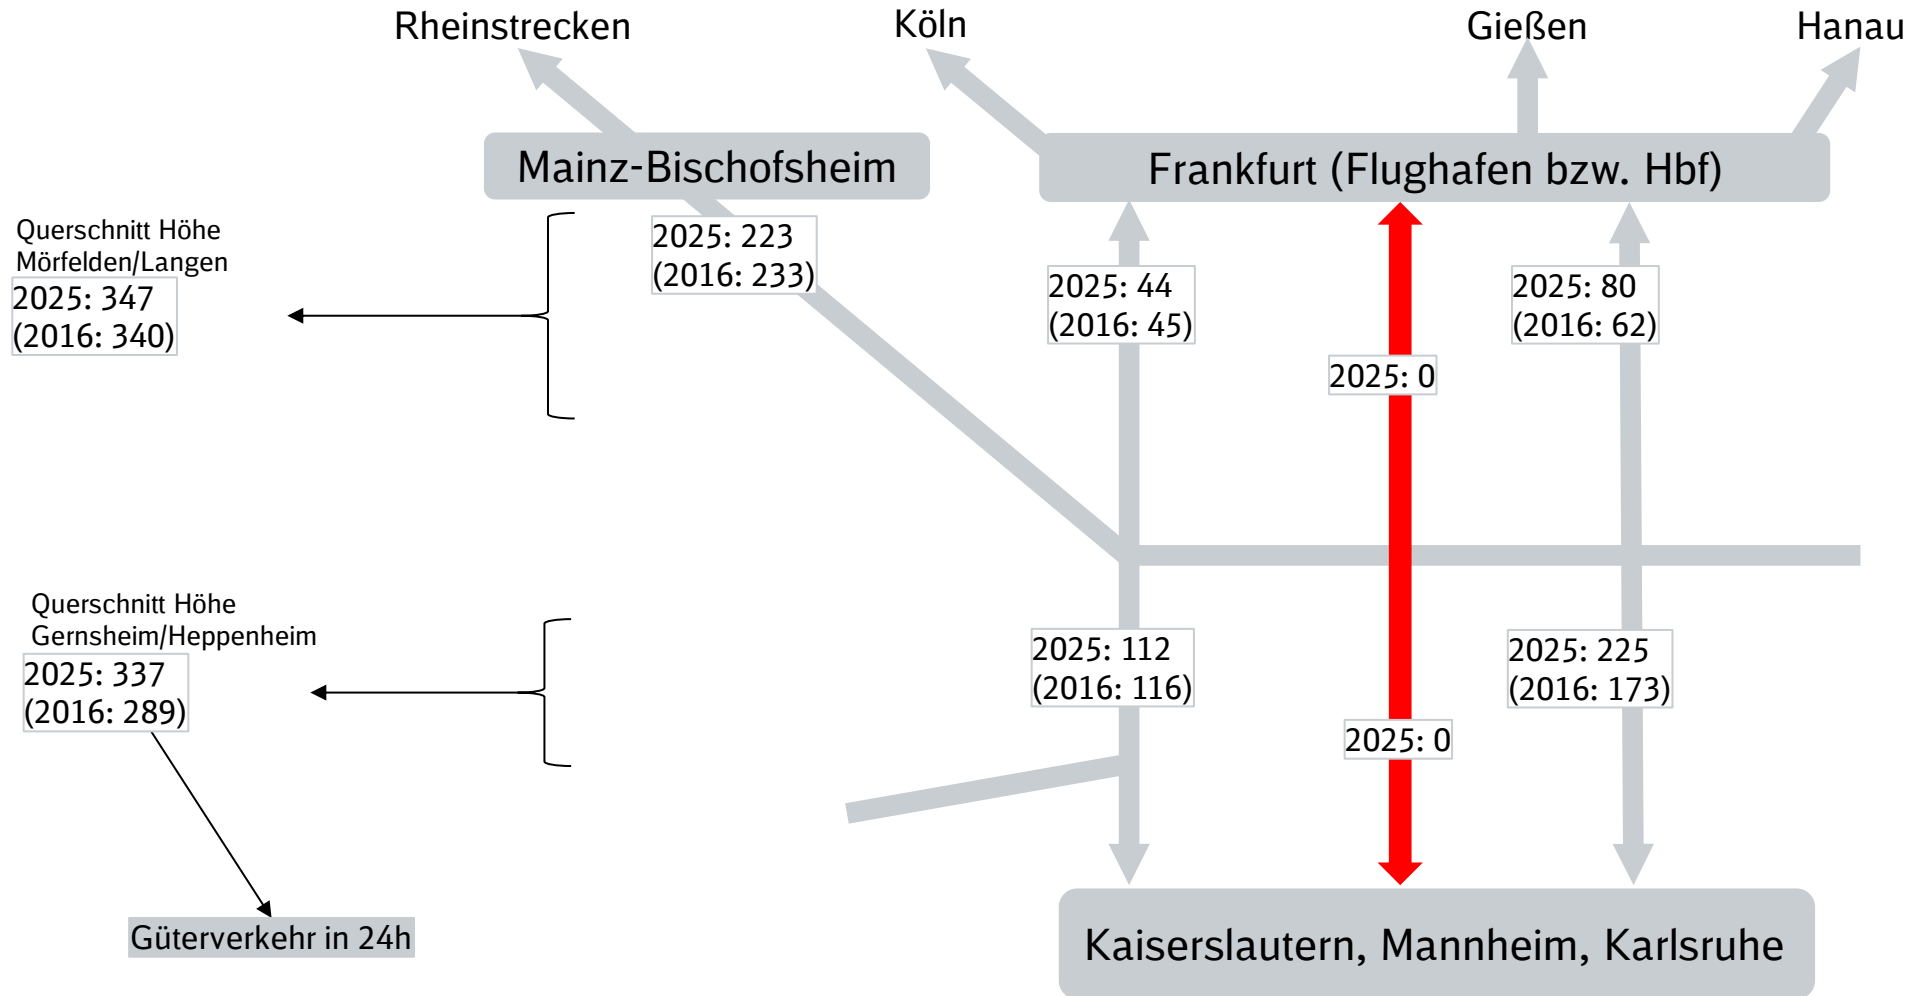 Rheinstrecken
Köln
Gießen
Hanau
Mainz-Bischofsheim
Frankfurt (Flughafen bzw. Hbf)
Querschnitt Höhe
Mörfelden/Langen
2025: 347
(2016: 340)
2025: 223
(2016: 233)
2025: 44
(2016: 45)
2025: 80
(2016: 62)
2025: 0
Querschnitt Höhe
Gernsheim/Heppenheim
2025: 337
(2016: 289)
2025: 112
(2016: 116)
2025: 225
(2016: 173)
2025: 0
Güterverkehr in 24h
Kaiserslautern, Mannheim, Karlsruhe